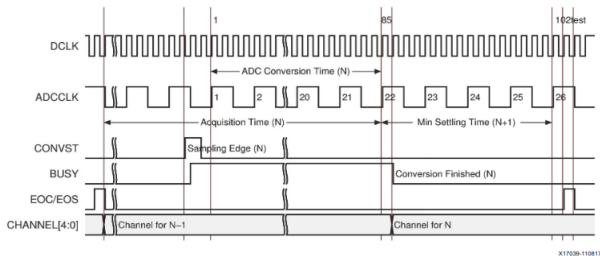 1 85 102test
DCLK
ADC Conversion Time (N)
ADCCLK 1 2 20 21 22 23 24 25 26
Acquisition Time (N) Min Settling Time (N+1)
CONVST Sampling Edge (N)
BUSY Conversion Finished (N)
EOC/EOS
CHANNEL[4:0] Channel for N–1 Channel for N
X17039-110817